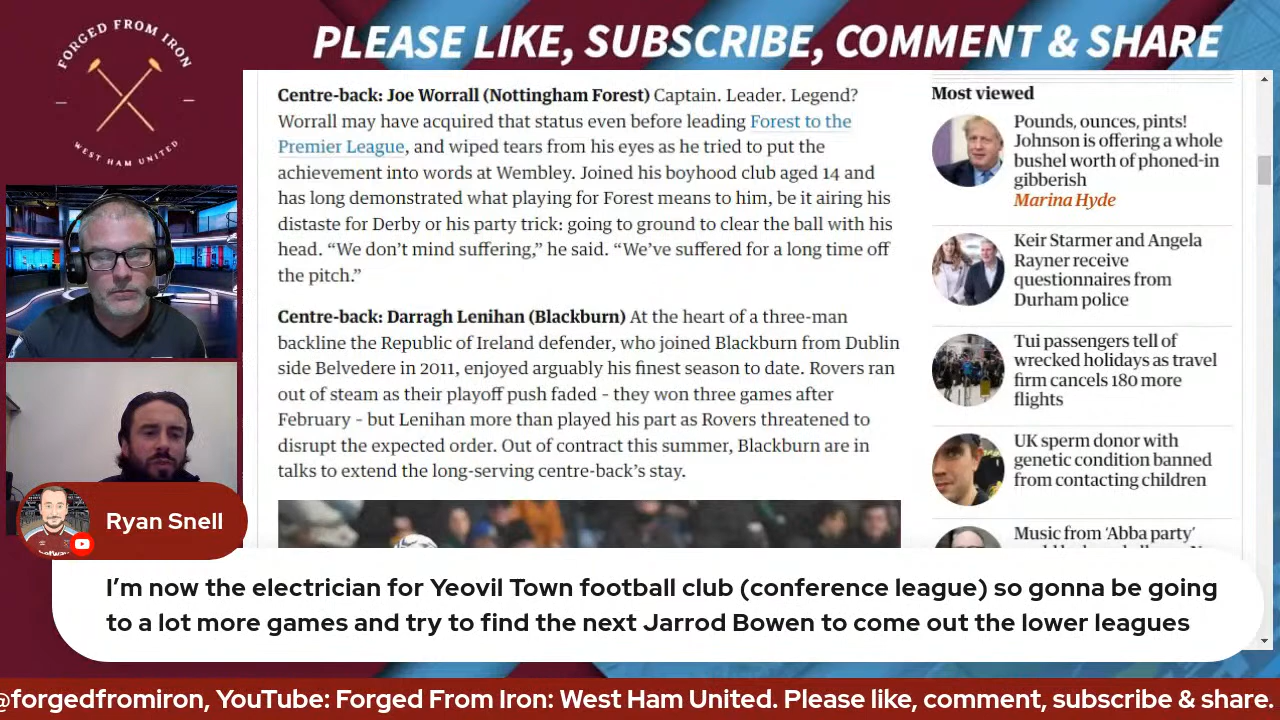 FORGED FROM IRON
WEST HAM UNITED
PLEASE LIKE, SUBSCRIBE, COMMENT & SHARE
Centre-back: Joe Worrall (Nottingham Forest) Captain. Leader. Legend?
Worrall may have acquired that status even before leading Forest to the
Premier League, and wiped tears from his eyes as he tried to put the
achievement into words at Wembley. Joined his boyhood club aged 14 and
has long demonstrated what playing for Forest means to him, be it airing his
distaste for Derby or his party trick: going to ground to clear the ball with his
head. “We don’t mind suffering,” he said. “We’ve suffered for a long time off
the pitch.”
Centre-back: Darragh Lenihan (Blackburn) At the heart of a three-man
backline the Republic of Ireland defender, who joined Blackburn from Dublin
side Belvedere in 2011, enjoyed arguably his finest season to date. Rovers ran
out of steam as their playoff push faded – they won three games after
February – but Lenihan more than played his part as Rovers threatened to
disrupt the expected order. Out of contract this summer, Blackburn are in
talks to extend the long-serving centre-back’s stay.
Most viewed
Pounds, ounces, pints!
Johnson is offering a whole
bushel worth of phoned-in
gibberish
Marina Hyde
Keir Starmer and Angela
Rayner receive
questionnaires from
Durham police
Tui passengers tell of
wrecked holidays as travel
firm cancels 180 more
flights
UK sperm donor with
genetic condition banned
from contacting children
Music from ‘Abba party’
Ryan Snell
I’m now the electrician for Yeovil Town football club (conference league) so gonna be going
to a lot more games and try to find the next Jarrod Bowen to come out the lower leagues
@forgedfromiron, YouTube: Forged From Iron: West Ham United. Please like, comment, subscribe & share.